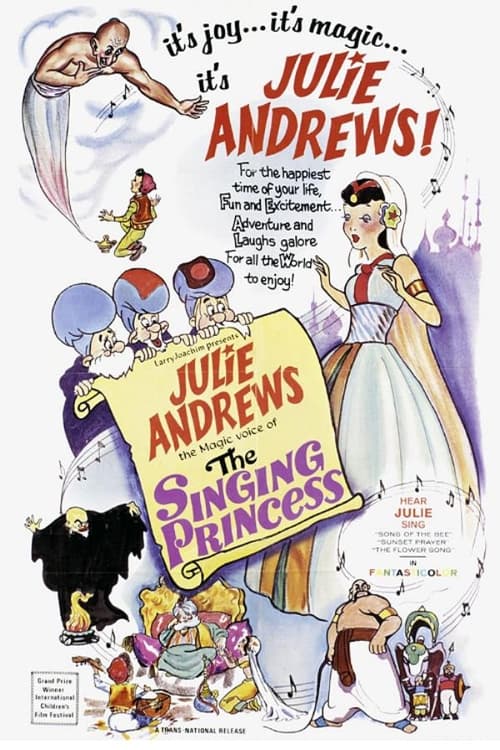 it's joy...it's magic...
it's JULIE
ANDREWS!
For the happiest
time of your life,
Fun and Excitement...
Adventure and
Laughs galore
For all the World
to enjoy!
Larry Joachim presents
JULIE
ANDREWS
the Magic voice of
The
SINGING
PRINCESS
HEAR
JULIE
SING
"SONG OF THE BEE"
"SUNSET PRAYER"
"THE FLOWER SONG"
IN
FANTASTICOLOR
Grand Prize
Winner
International
Children's
Film Festival
A TRANS-NATIONAL RELEASE